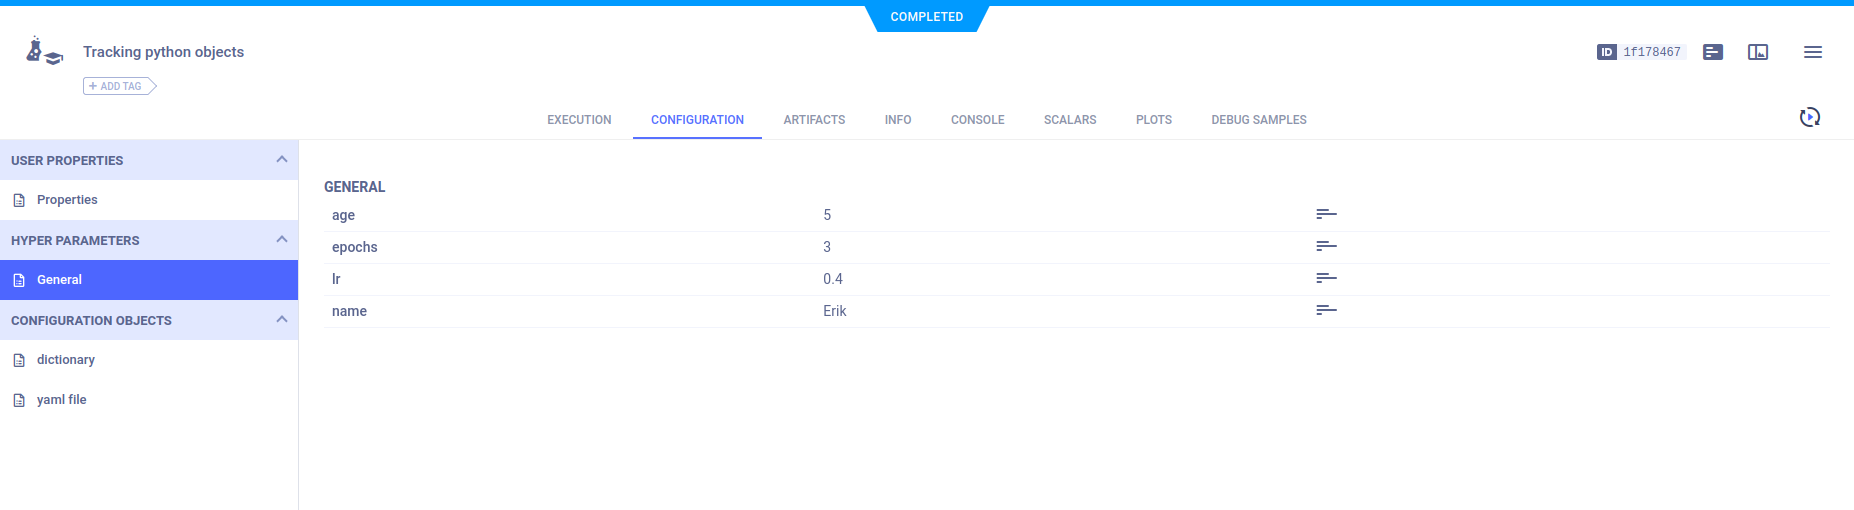 COMPLETED
Tracking python objects
ID 1f178467
+ ADD TAG
EXECUTION CONFIGURATION ARTIFACTS INFO CONSOLE SCALARS PLOTS DEBUG SAMPLES
USER PROPERTIES
Properties
HYPER PARAMETERS
General
CONFIGURATION OBJECTS
dictionary
yaml file
GENERAL
age 5
epochs 3
lr 0.4
name Erik